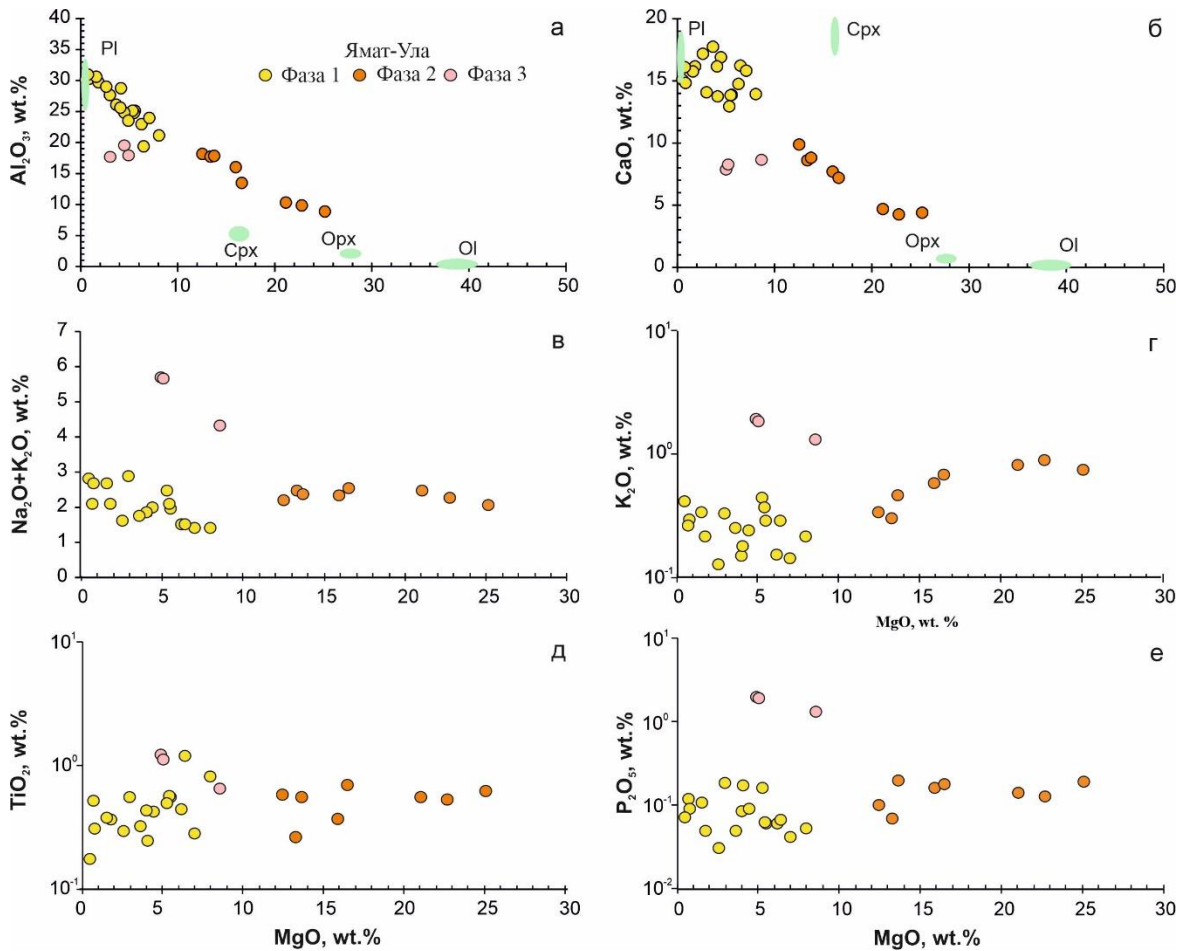 а
40
35
30
25
20
15
10
5
0
Al₂O₃, wt.%
Pl
Ямат-Ула
Фаза 1 Фаза 2 Фаза 3
Cpx
Opx
Ol
0 10 20 30 40 50
б
20
15
10
5
0
CaO, wt.%
Pl
Cpx
Opx
Ol
0 10 20 30 40 50
в
7
6
5
4
3
2
1
0
Na₂O+K₂O, wt.%
0 5 10 15 20 25 30
г
10¹
10⁰
10⁻¹
K₂O, wt.%
0 5 10 15 20 25 30
MgO, wt. %
д
10¹
10⁰
10⁻¹
TiO₂, wt.%
0 5 10 15 20 25 30
MgO, wt.%
е
10¹
10⁰
10⁻¹
10⁻²
P₂O₅, wt.%
0 5 10 15 20 25 30
MgO, wt.%